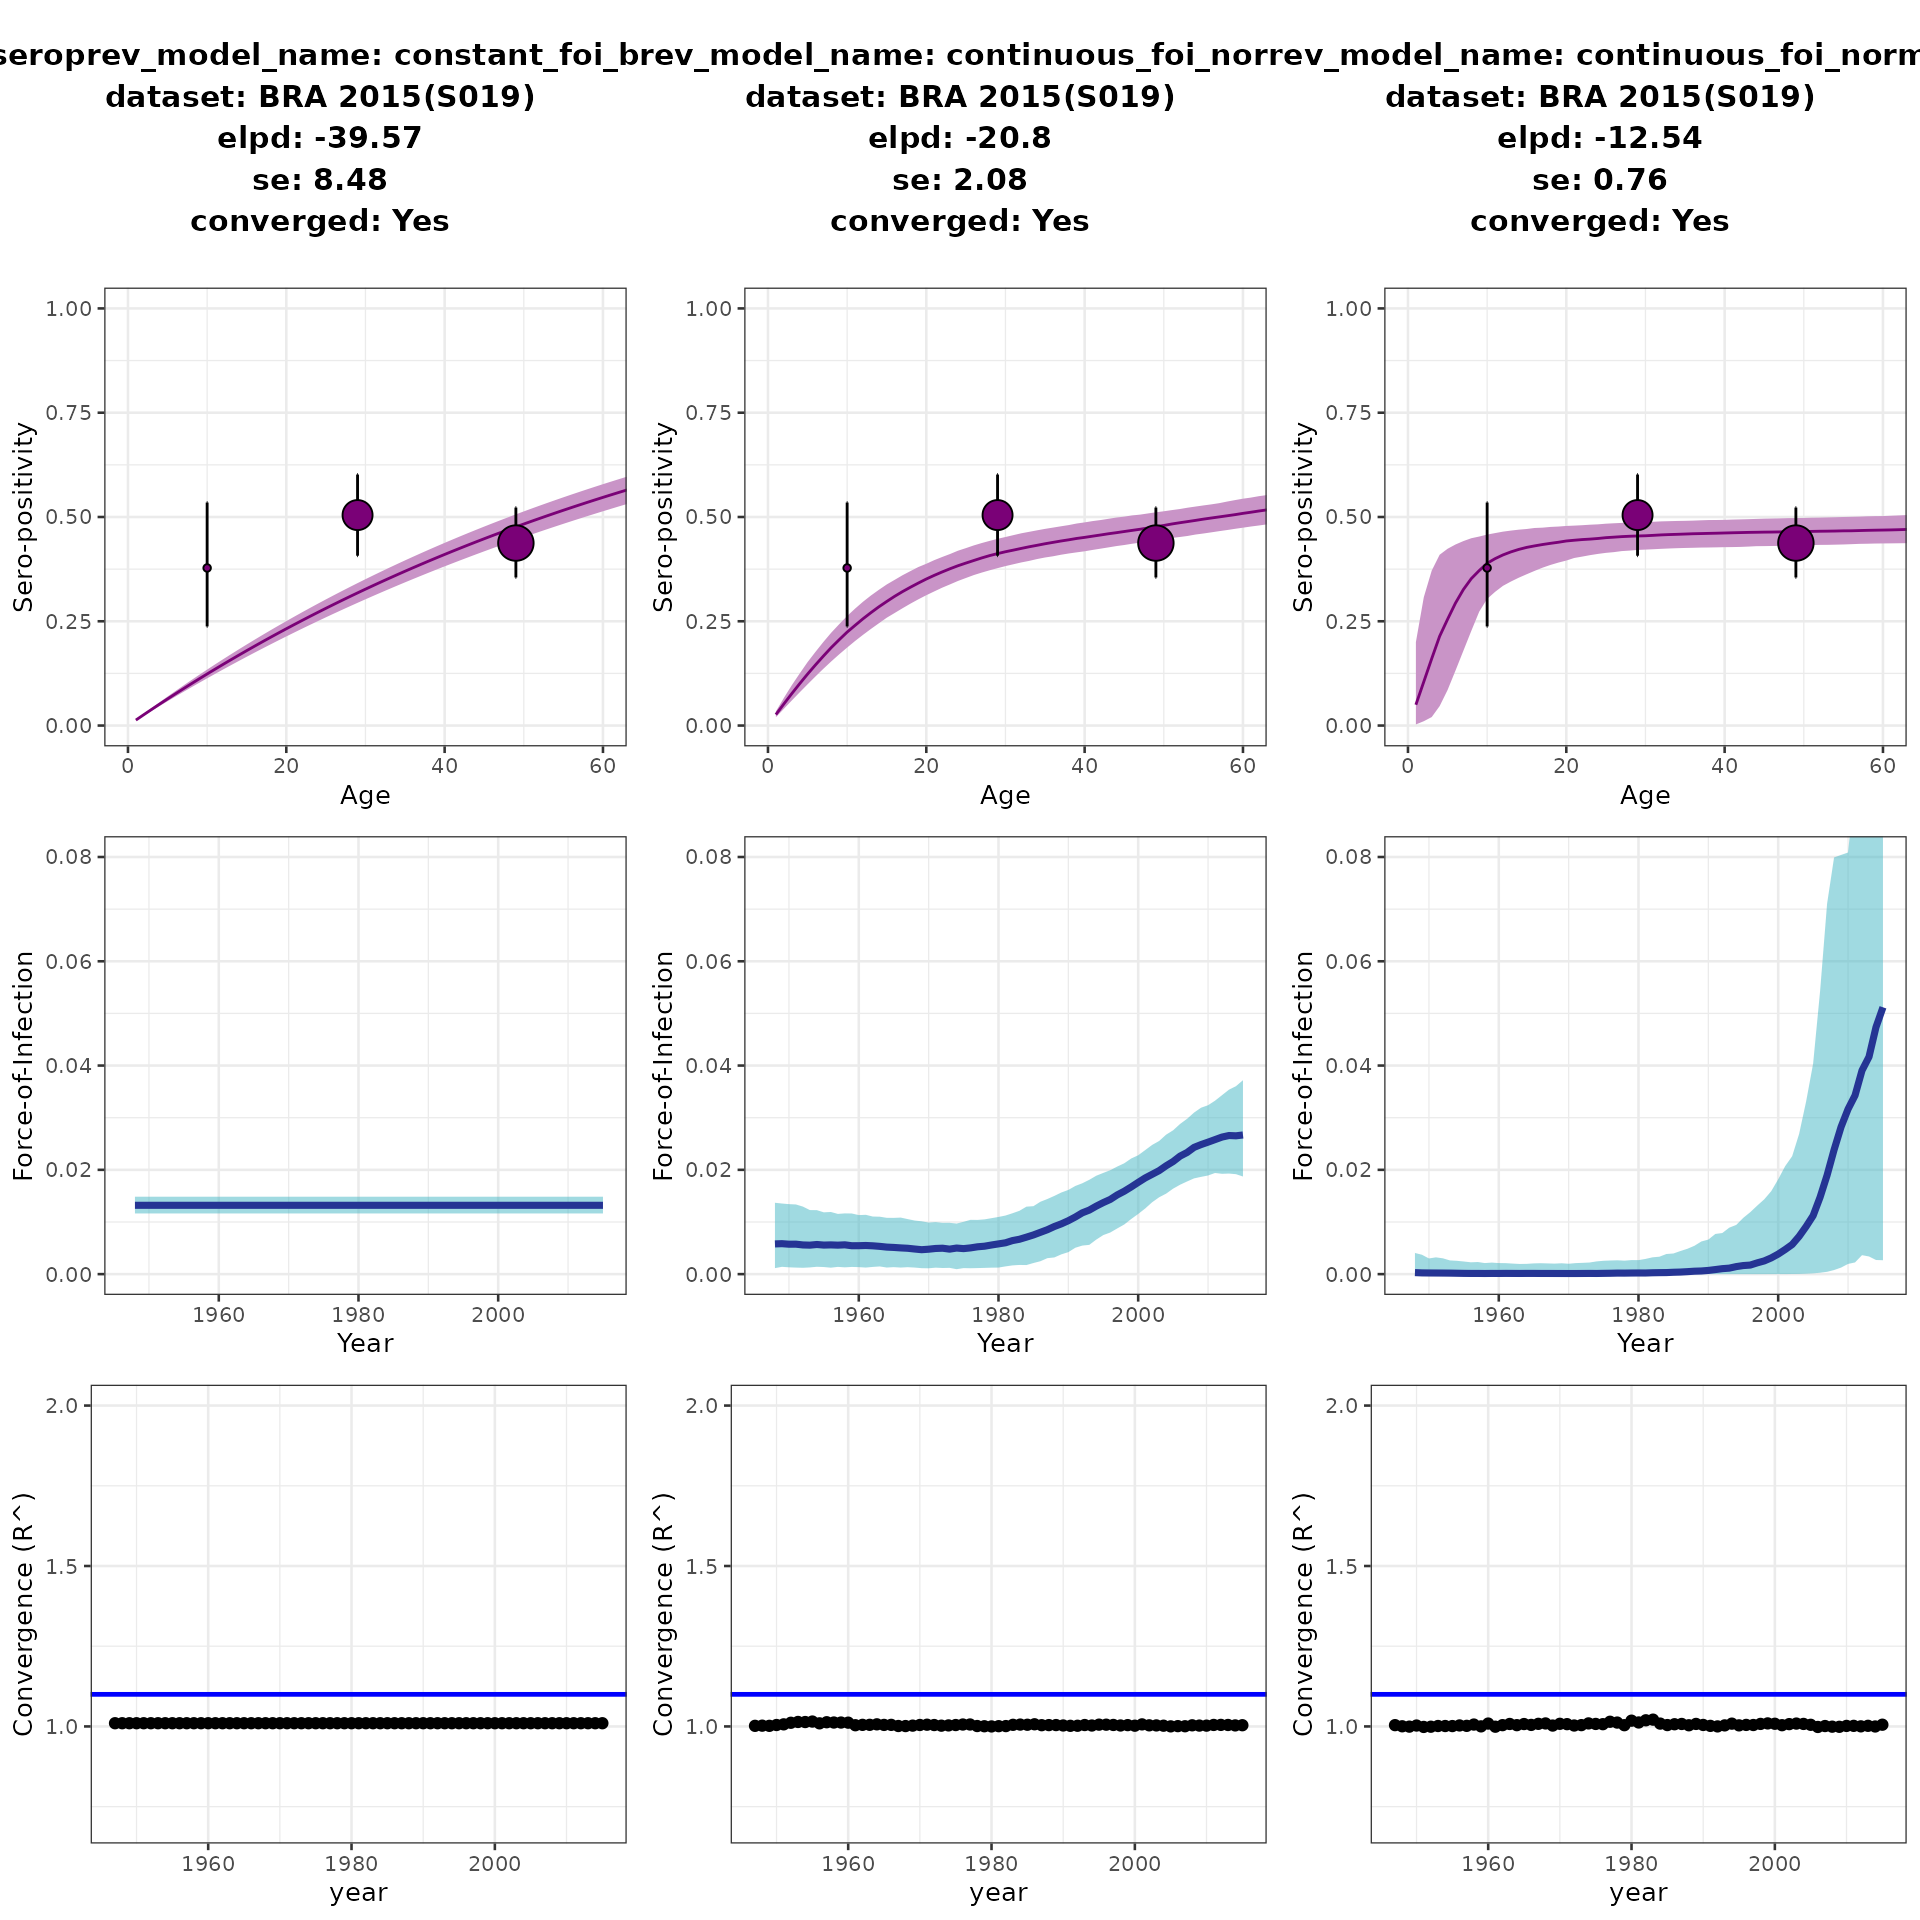 seroprev_model_name: constant_foi_brev_model_name: continuous_foi_norrev_model_name: continuous_foi_norm
dataset: BRA 2015(S019)
elpd: -39.57
se: 8.48
converged: Yes
dataset: BRA 2015(S019)
elpd: -20.8
se: 2.08
converged: Yes
dataset: BRA 2015(S019)
elpd: -12.54
se: 0.76
converged: Yes
Sero-positivity
1.00
0.75
0.50
0.25
0.00
0 20 40 60
Age
Sero-positivity
1.00
0.75
0.50
0.25
0.00
0 20 40 60
Age
Sero-positivity
1.00
0.75
0.50
0.25
0.00
0 20 40 60
Age
Force-of-Infection
0.08
0.06
0.04
0.02
0.00
1960 1980 2000
Year
Force-of-Infection
0.08
0.06
0.04
0.02
0.00
1960 1980 2000
Year
Force-of-Infection
0.08
0.06
0.04
0.02
0.00
1960 1980 2000
Year
Convergence (R^)
2.0
1.5
1.0
1960 1980 2000
year
Convergence (R^)
2.0
1.5
1.0
1960 1980 2000
year
Convergence (R^)
2.0
1.5
1.0
1960 1980 2000
year